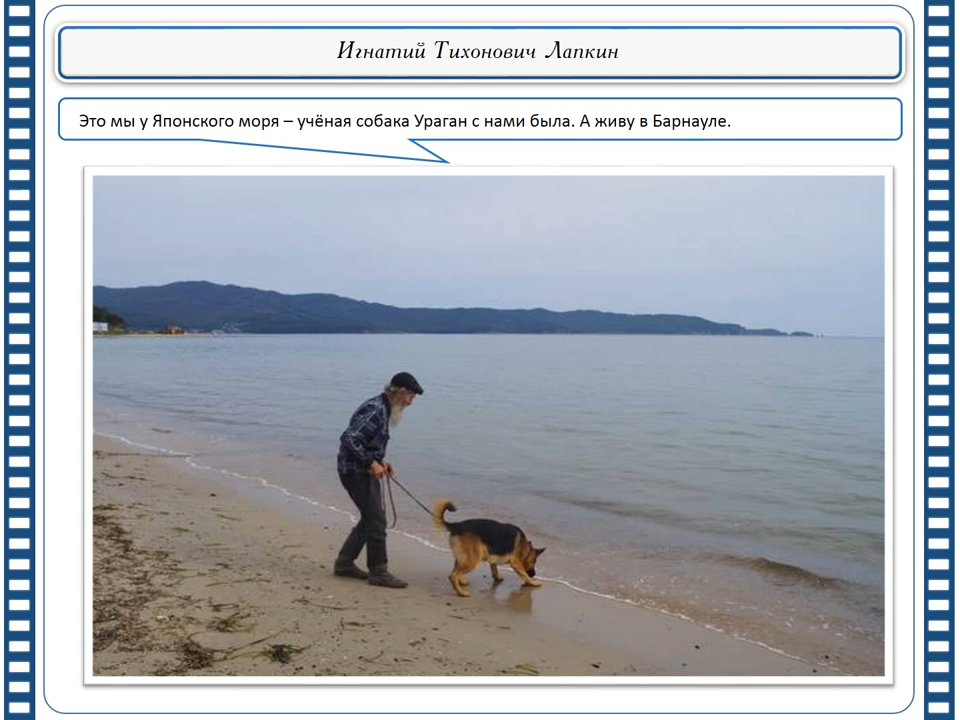 Игнатий Тихонович Лапкин
Это мы у Японского моря – учёная собака Ураган с нами была. А живу в Барнауле.